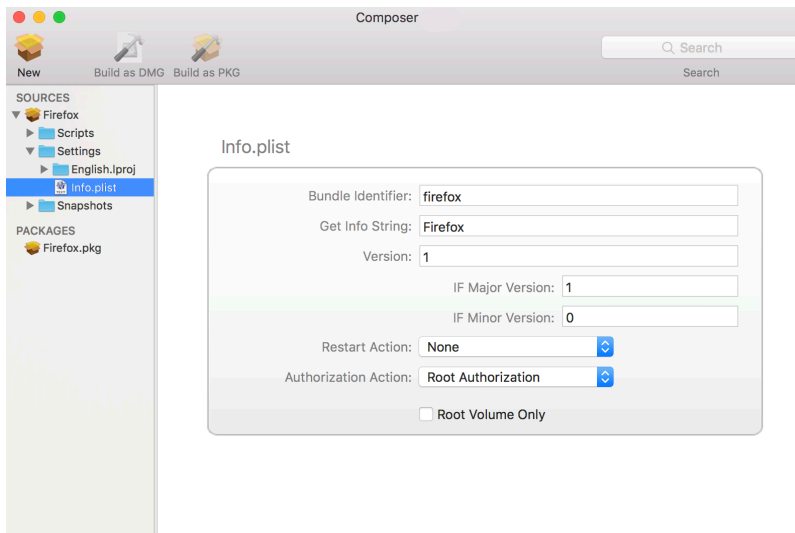 Composer
New
Build as DMG
Build as PKG
Search
Search
SOURCES
Firefox
Scripts
Settings
English.lproj
Info.plist
Snapshots
PACKAGES
Firefox.pkg
Info.plist
Bundle Identifier: firefox
Get Info String: Firefox
Version: 1
IF Major Version: 1
IF Minor Version: 0
Restart Action: None
Authorization Action: Root Authorization
Root Volume Only